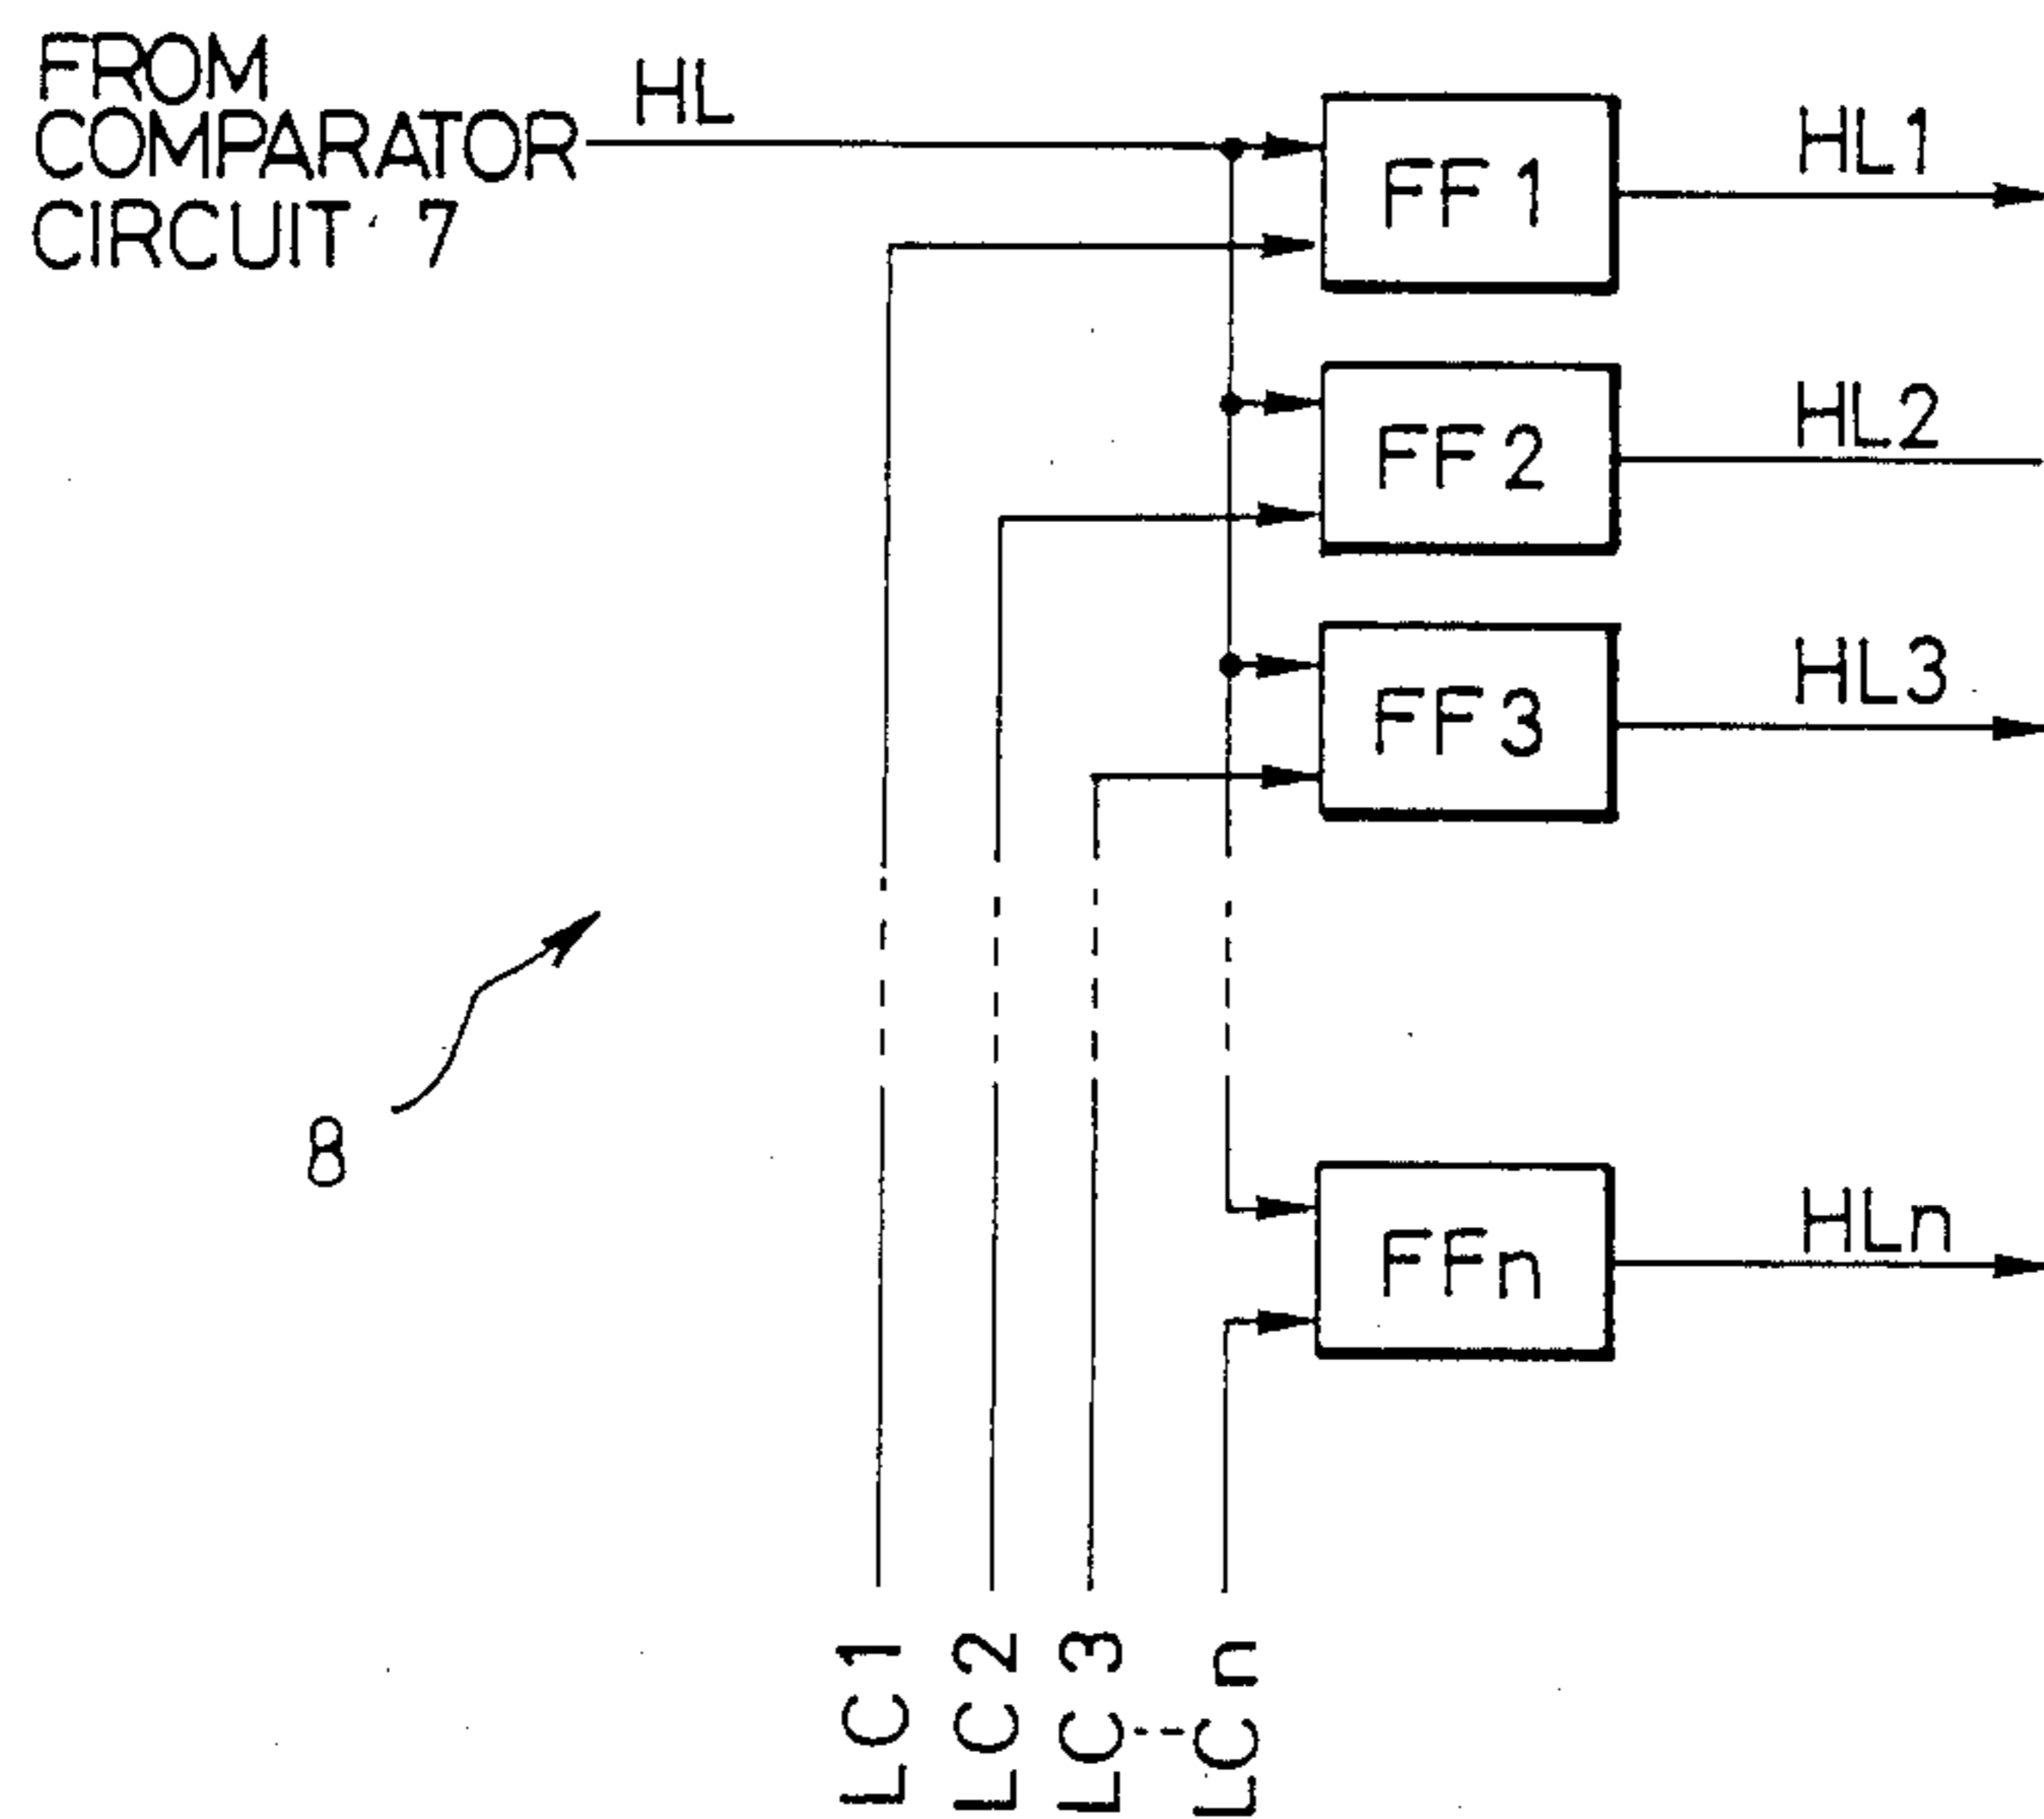 FROM
COMPARATOR
CIRCUIT 7
HL
FF1
HL1
FF2
HL2
FF3
HL3
8
FFn
HLn
LC1
LC2
LC3
LCn